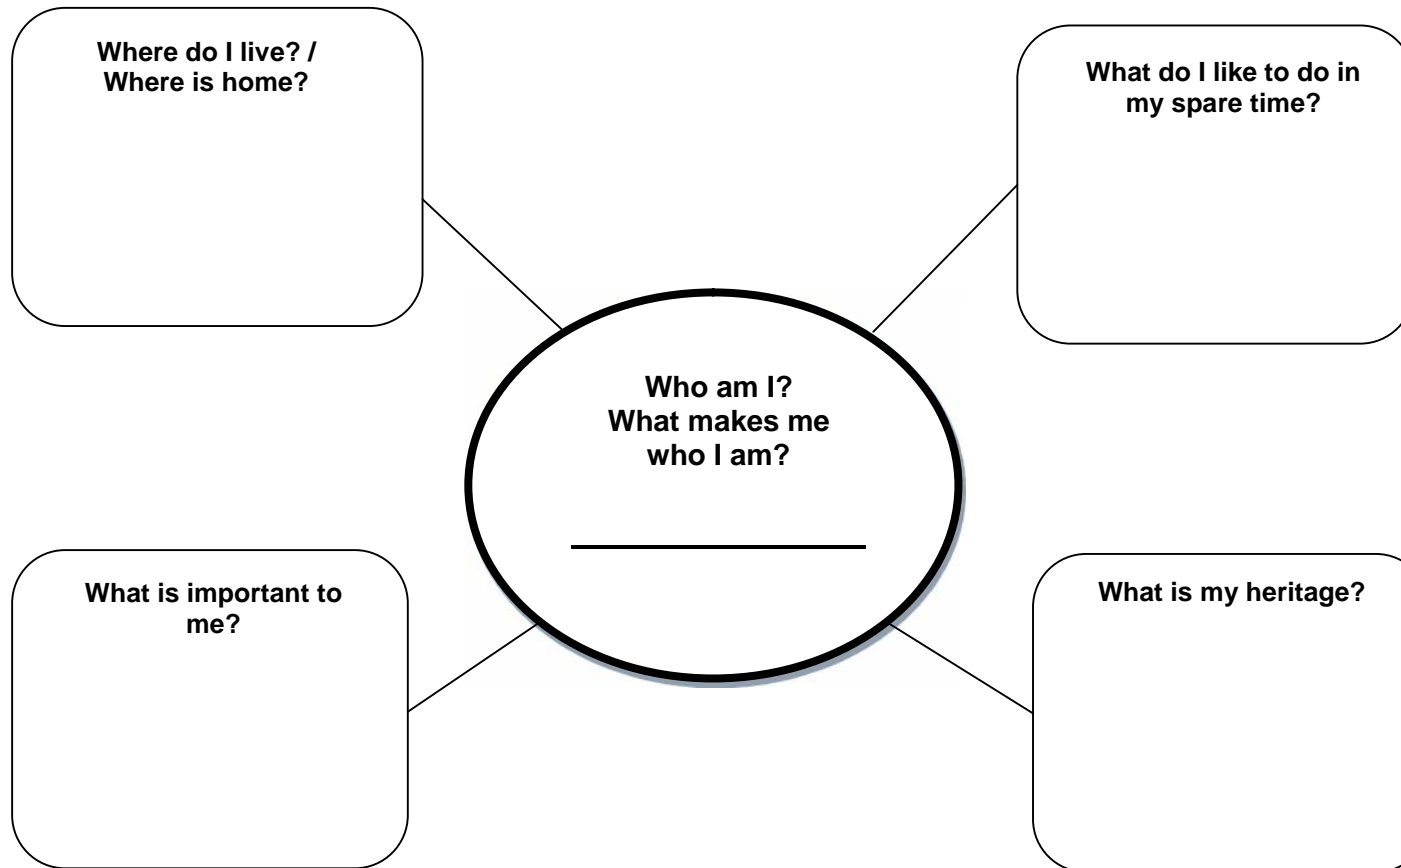 Where do I live? /
Where is home?
What do I like to do in
my spare time?
Who am I?
What makes me
who I am?
What is important to
me?
What is my heritage?